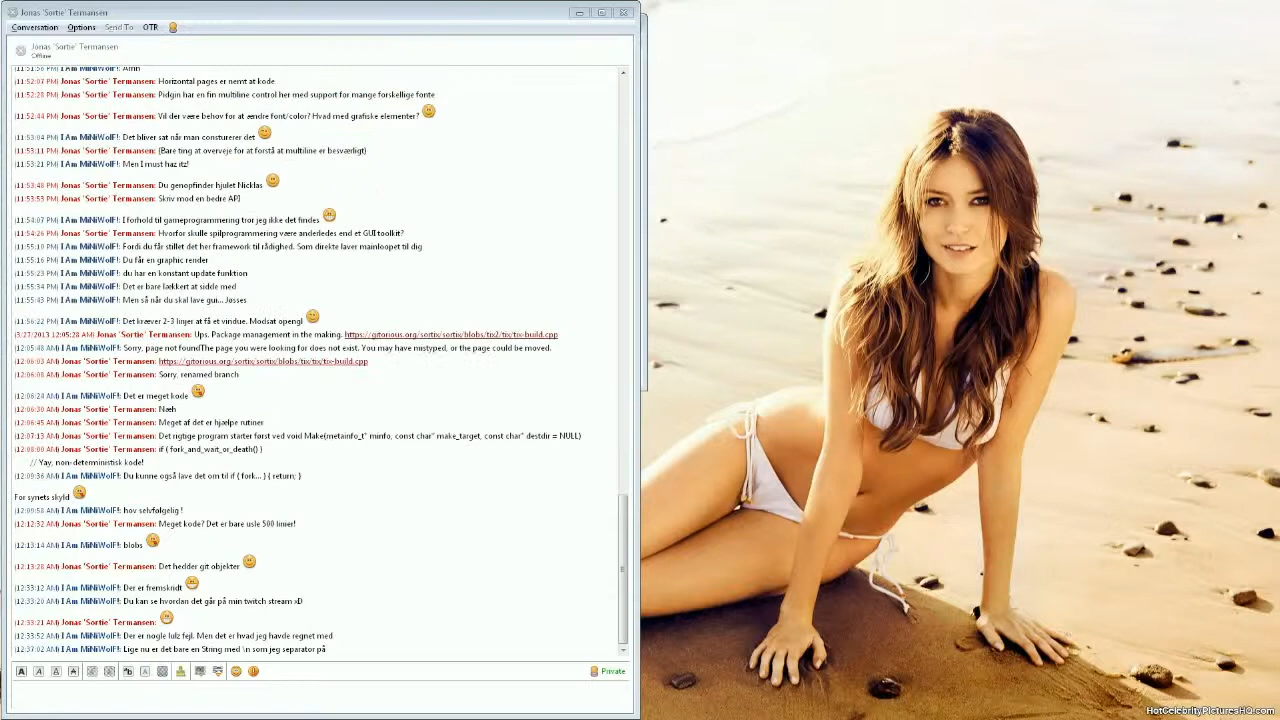 Jonas 'Sortie' Termansen
Conversation Options Send To OTR
Jonas 'Sortie' Termansen
Offline
(11:51:56 PM) I Am MiNiWolF!: Ahh
(11:52:07 PM) Jonas 'Sortie' Termansen: Horizontal pages er nemt at kode
(11:52:28 PM) Jonas 'Sortie' Termansen: Pidgin har en fin multiline control her med support for mange forskellige fonte
(11:52:44 PM) Jonas 'Sortie' Termansen: Vil der være behov for at ændre font/color? Hvad med grafiske elementer?
(11:53:04 PM) I Am MiNiWolF!: Det bliver sat når man consturerer det
(11:53:11 PM) Jonas 'Sortie' Termansen: (Bare ting at overveje for at forstå at multiline er besværligt)
(11:53:21 PM) I Am MiNiWolF!: Men I must haz itz!
(11:53:48 PM) Jonas 'Sortie' Termansen: Du genopfinder hjulet Nicklas
(11:53:53 PM) Jonas 'Sortie' Termansen: Skriv mod en bedre API
(11:54:07 PM) I Am MiNiWolF!: I forhold til gameprogrammering tror jeg ikke det findes
(11:54:26 PM) Jonas 'Sortie' Termansen: Hvorfor skulle spilprogrammering være anderledes end et GUI toolkit?
(11:55:10 PM) I Am MiNiWolF!: Fordi du får stillet det her framework til rådighed. Som direkte laver mainloopet til dig
(11:55:16 PM) I Am MiNiWolF!: Du får en graphic render
(11:55:23 PM) I Am MiNiWolF!: du har en konstant update funktion
(11:55:34 PM) I Am MiNiWolF!: Det er bare lækkert at sidde med
(11:55:43 PM) I Am MiNiWolF!: Men så når du skal lave gui... Jøsses
(11:56:22 PM) I Am MiNiWolF!: Det kræver 2-3 linjer at få et vindue. Modsat opengl
(3/27/2013 12:05:28 AM) Jonas 'Sortie' Termansen: Ups. Package management in the making. https://gitorious.org/sortix/sortix/blobs/tix2/tix/tix-build.cpp
(12:05:48 AM) I Am MiNiWolF!: Sorry, page not foundThe page you were looking for does not exist. You may have mistyped, or the page could be moved.
(12:06:03 AM) Jonas 'Sortie' Termansen: https://gitorious.org/sortix/sortix/blobs/tix/tix/tix-build.cpp
(12:06:08 AM) Jonas 'Sortie' Termansen: Sorry, renamed branch
(12:06:24 AM) I Am MiNiWolF!: Det er meget kode
(12:06:30 AM) Jonas 'Sortie' Termansen: Næh
(12:06:45 AM) Jonas 'Sortie' Termansen: Meget af det er hjælpe rutiner
(12:07:13 AM) Jonas 'Sortie' Termansen: Det rigtige program starter først ved void Make(metainfo_t* minfo, const char* make_target, const char* destdir = NULL)
(12:08:00 AM) Jonas 'Sortie' Termansen: if ( fork_and_wait_or_death() )
// Yay, non-deterministisk kode!
(12:09:36 AM) I Am MiNiWolF!: Du kunne også lave det om til if ( fork... ) { return; }
For synets skyld
(12:09:58 AM) I Am MiNiWolF!: hov selvfølgelig !
(12:12:32 AM) Jonas 'Sortie' Termansen: Meget kode? Det er bare usle 500 linier!
(12:13:14 AM) I Am MiNiWolF!: blobs
(12:13:28 AM) Jonas 'Sortie' Termansen: Det hedder git objekter
(12:33:12 AM) I Am MiNiWolF!: Der er fremskridt
(12:33:20 AM) I Am MiNiWolF!: Du kan se hvordan det går på min twitch stream xD
(12:33:21 AM) Jonas 'Sortie' Termansen:
(12:33:52 AM) I Am MiNiWolF!: Der er nogle lulz fejl. Men det er hvad jeg havde regnet med
(12:37:02 AM) I Am MiNiWolF!: Lige nu er det bare en String med \n som jeg separator på
Private
HotCelebrityPicturesHQ.com